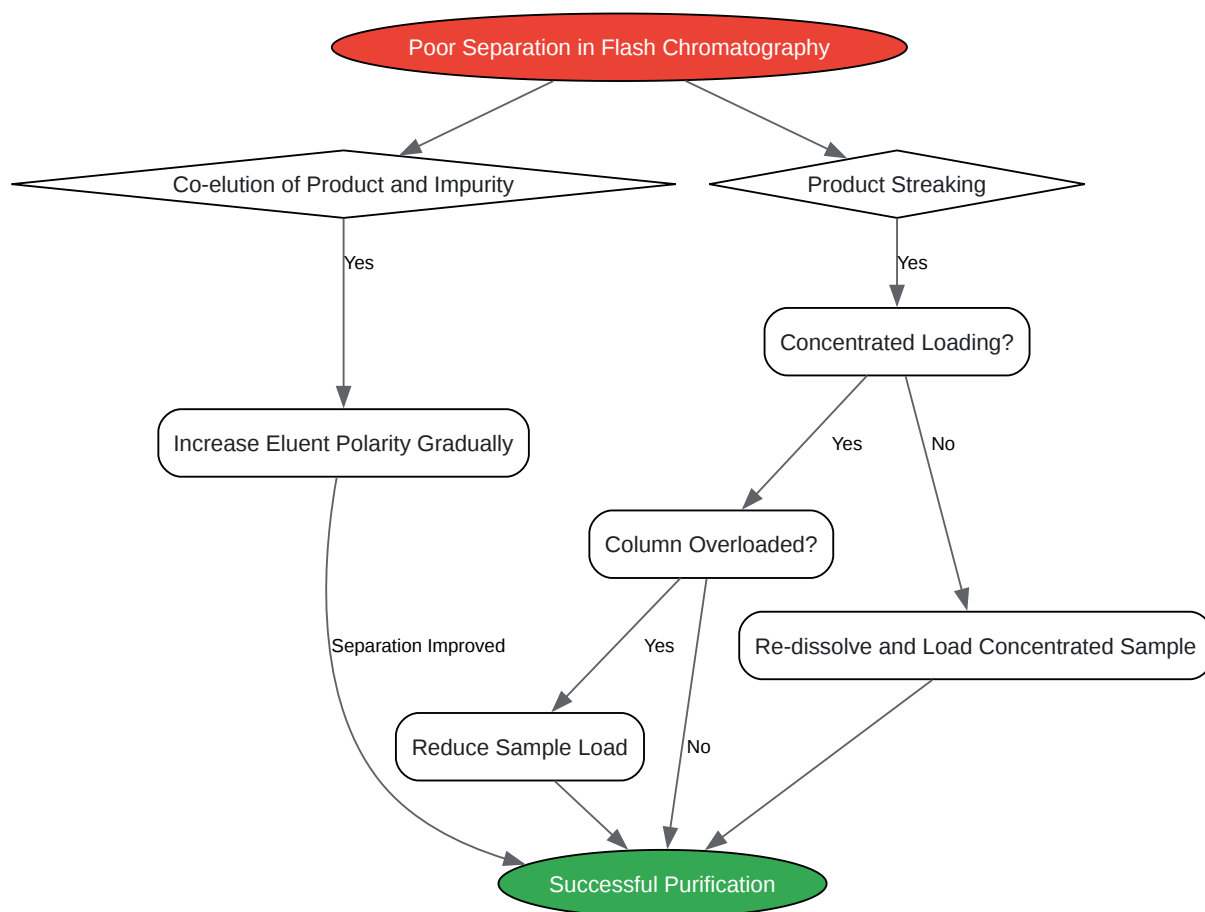 Poor Separation in Flash Chromatography
Co-elution of Product and Impurity
Product Streaking
Yes
Yes
Concentrated Loading?
Increase Eluent Polarity Gradually
Yes
No
Column Overloaded?
Separation Improved
Yes
Re-dissolve and Load Concentrated Sample
Reduce Sample Load
No
Successful Purification